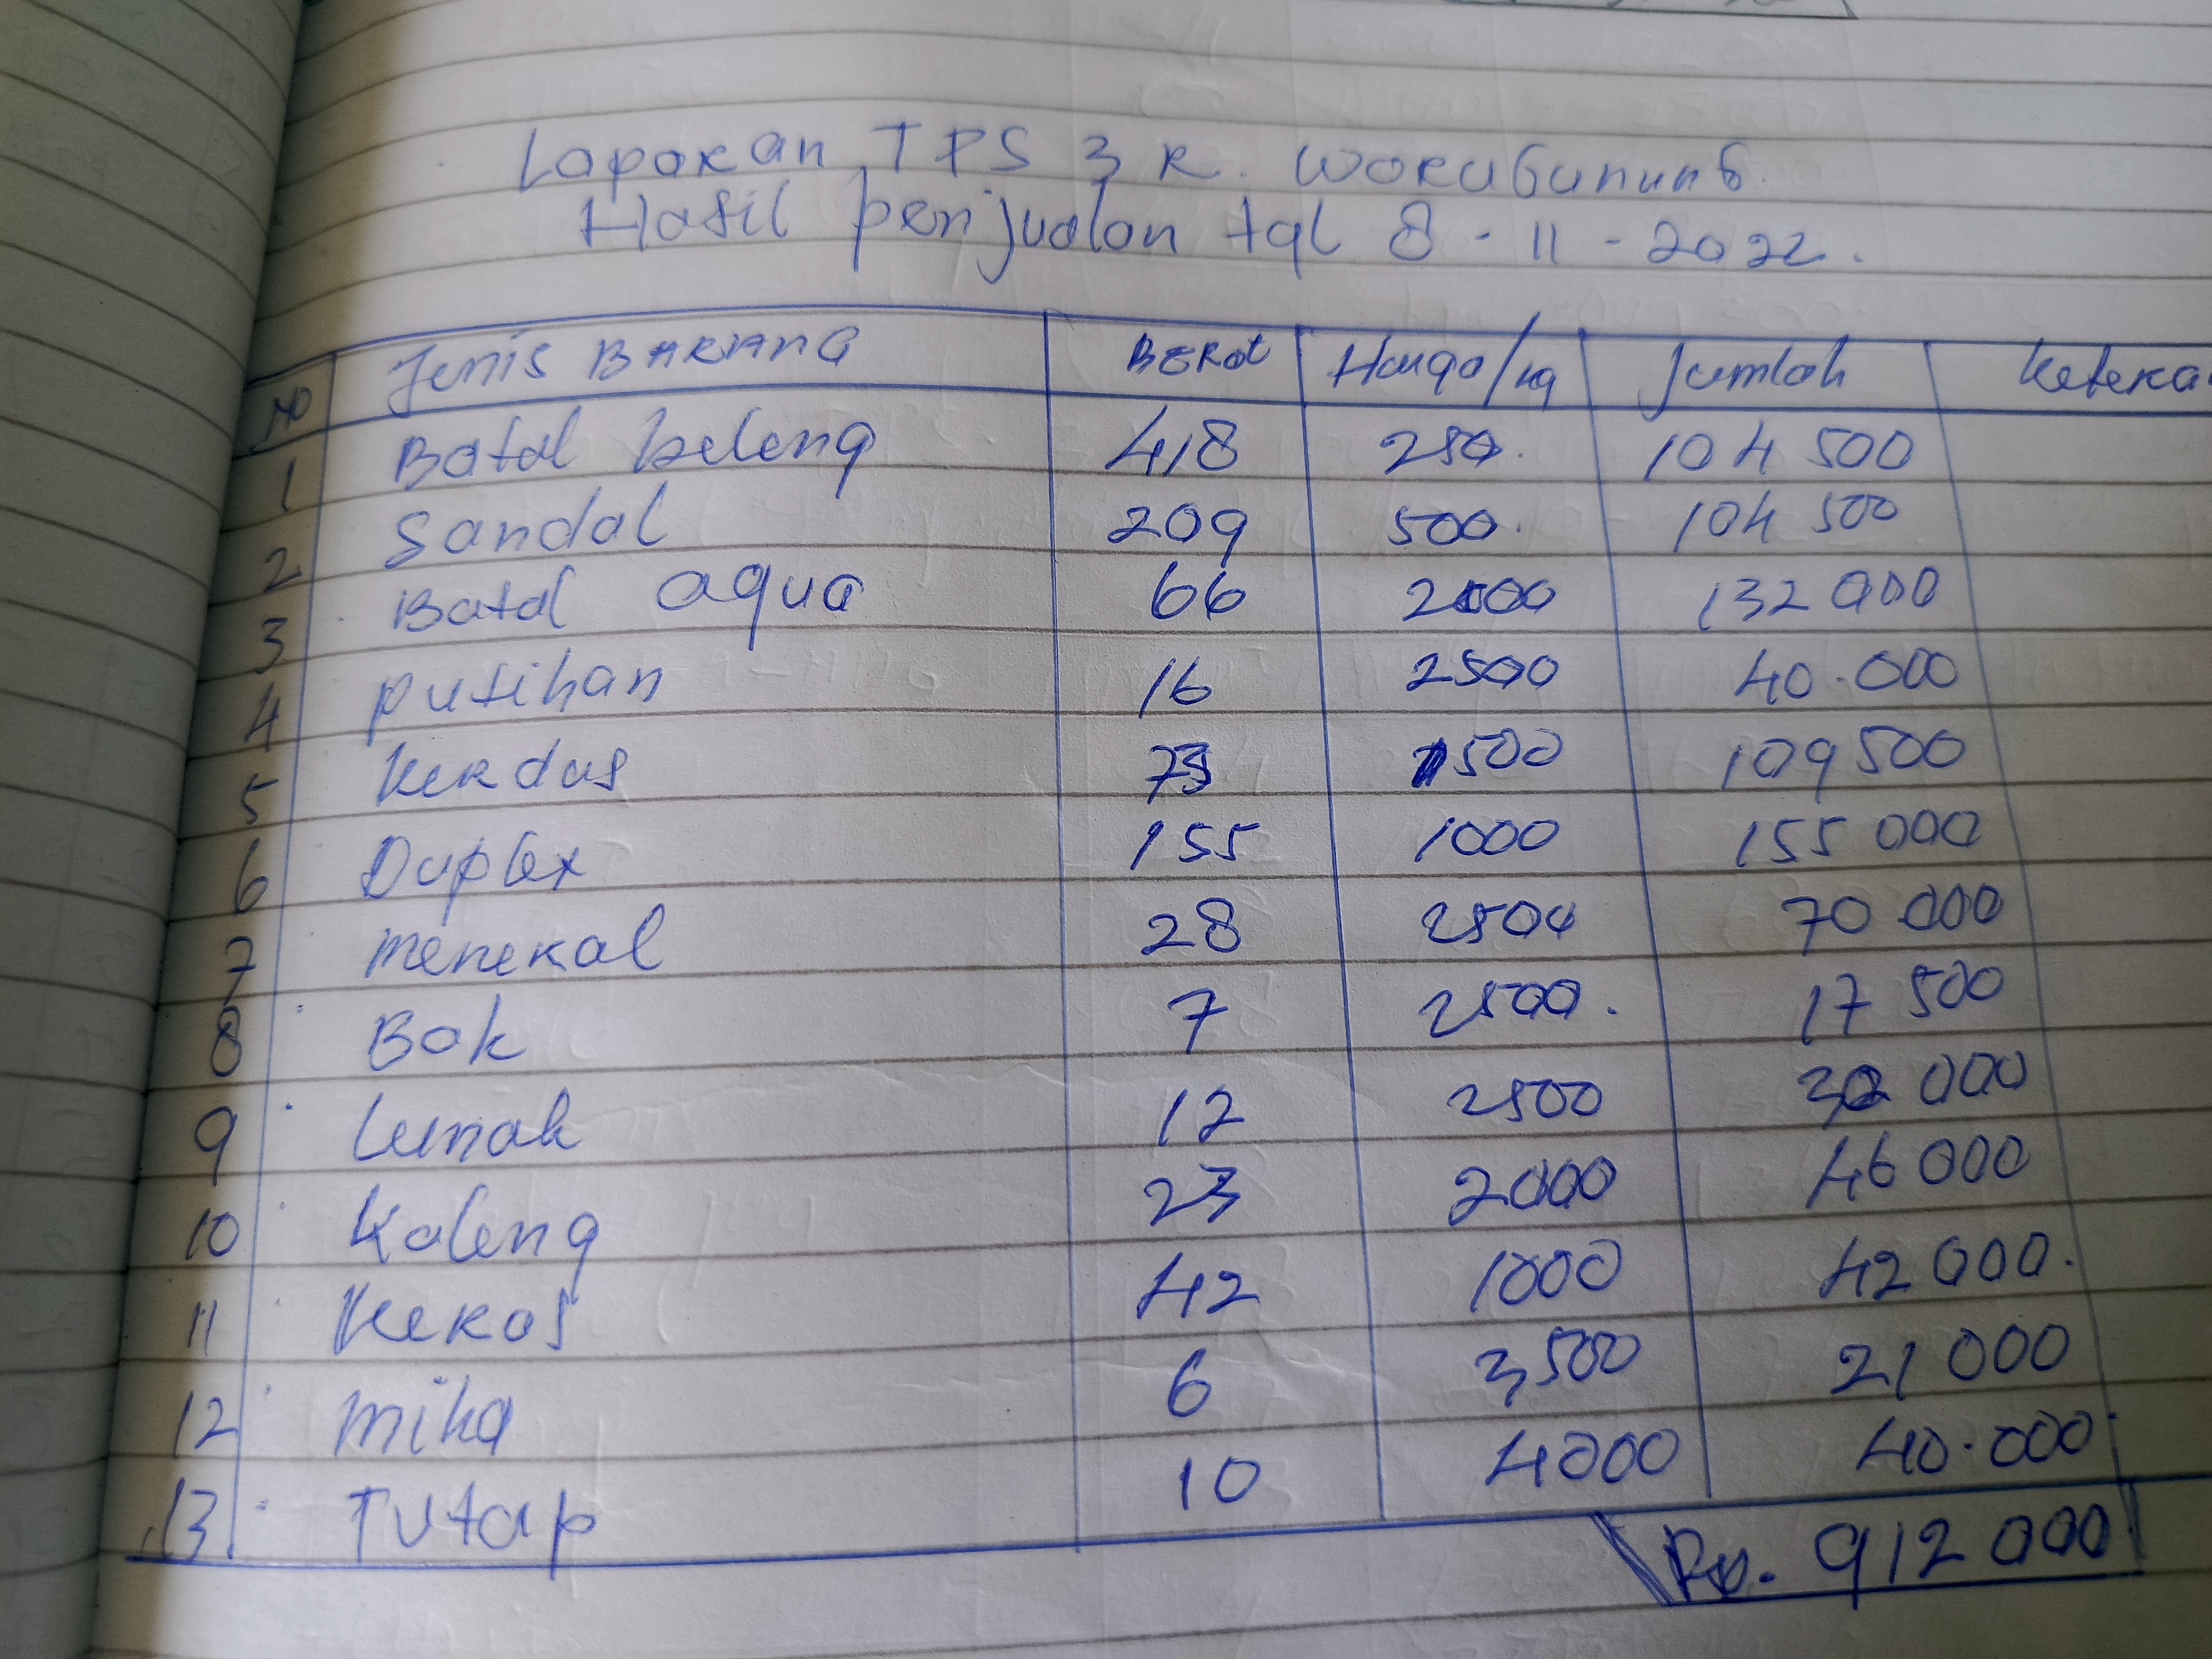 Laporan TPS 3 R. WORUGUNUNG.
Hasil penjualan tgl 8-11-2022.
NO Jenis BARANG BERat Harga/kg Jumlah Ketera
1 Botol beleng 418 250. 104 500
2 Sandal 209 500. 104 500
3 Botol aqua 66 2000 132 000
4 putihan 16 2500 40.000
5 Kerdus 73 1500 109 500
6 Duplex 155 1000 155 000
7 menekal 28 2500 70 000
8 Bak 7 2500. 17 500
9 Lunak 12 2500 30 000
10 Kaleng 23 2000 46 000
11 Keras 42 1000 42 000.
12 mika 6 3,500 21 000
13 Tutap 10 4000 40.000
Rp. 912 000